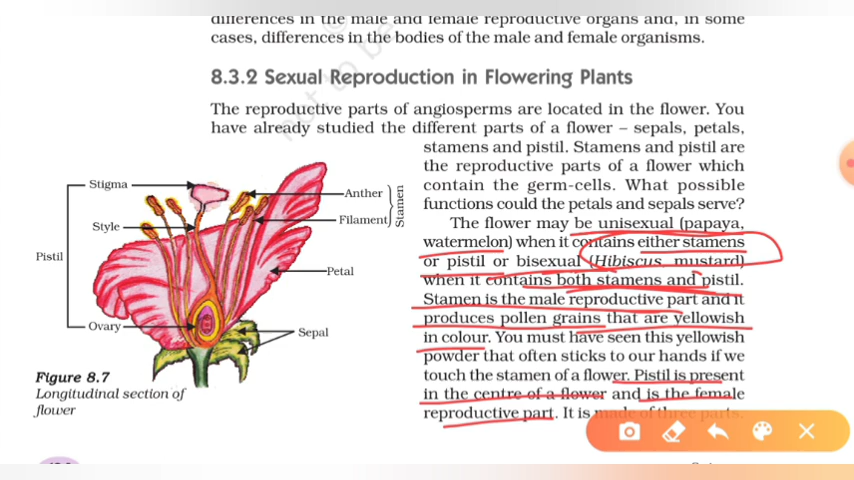 differences in the male and female reproductive organs and, in some
cases, differences in the bodies of the male and female organisms.
8.3.2 Sexual Reproduction in Flowering Plants
The reproductive parts of angiosperms are located in the flower. You
have already studied the different parts of a flower – sepals, petals,
stamens and pistil. Stamens and pistil are
the reproductive parts of a flower which
contain the germ-cells. What possible
functions could the petals and sepals serve?
The flower may be unisexual (papaya,
watermelon) when it contains either stamens
or pistil or bisexual (Hibiscus, mustard)
when it contains both stamens and pistil.
Stamen is the male reproductive part and it
produces pollen grains that are yellowish
in colour. You must have seen this yellowish
powder that often sticks to our hands if we
touch the stamen of a flower. Pistil is present
in the centre of a flower and is the female
reproductive part. It is made of three parts.
Stigma
Style
Pistil
Ovary
Anther
Filament
Stamen
Petal
Sepal
Figure 8.7
Longitudinal section of
flower
not to be